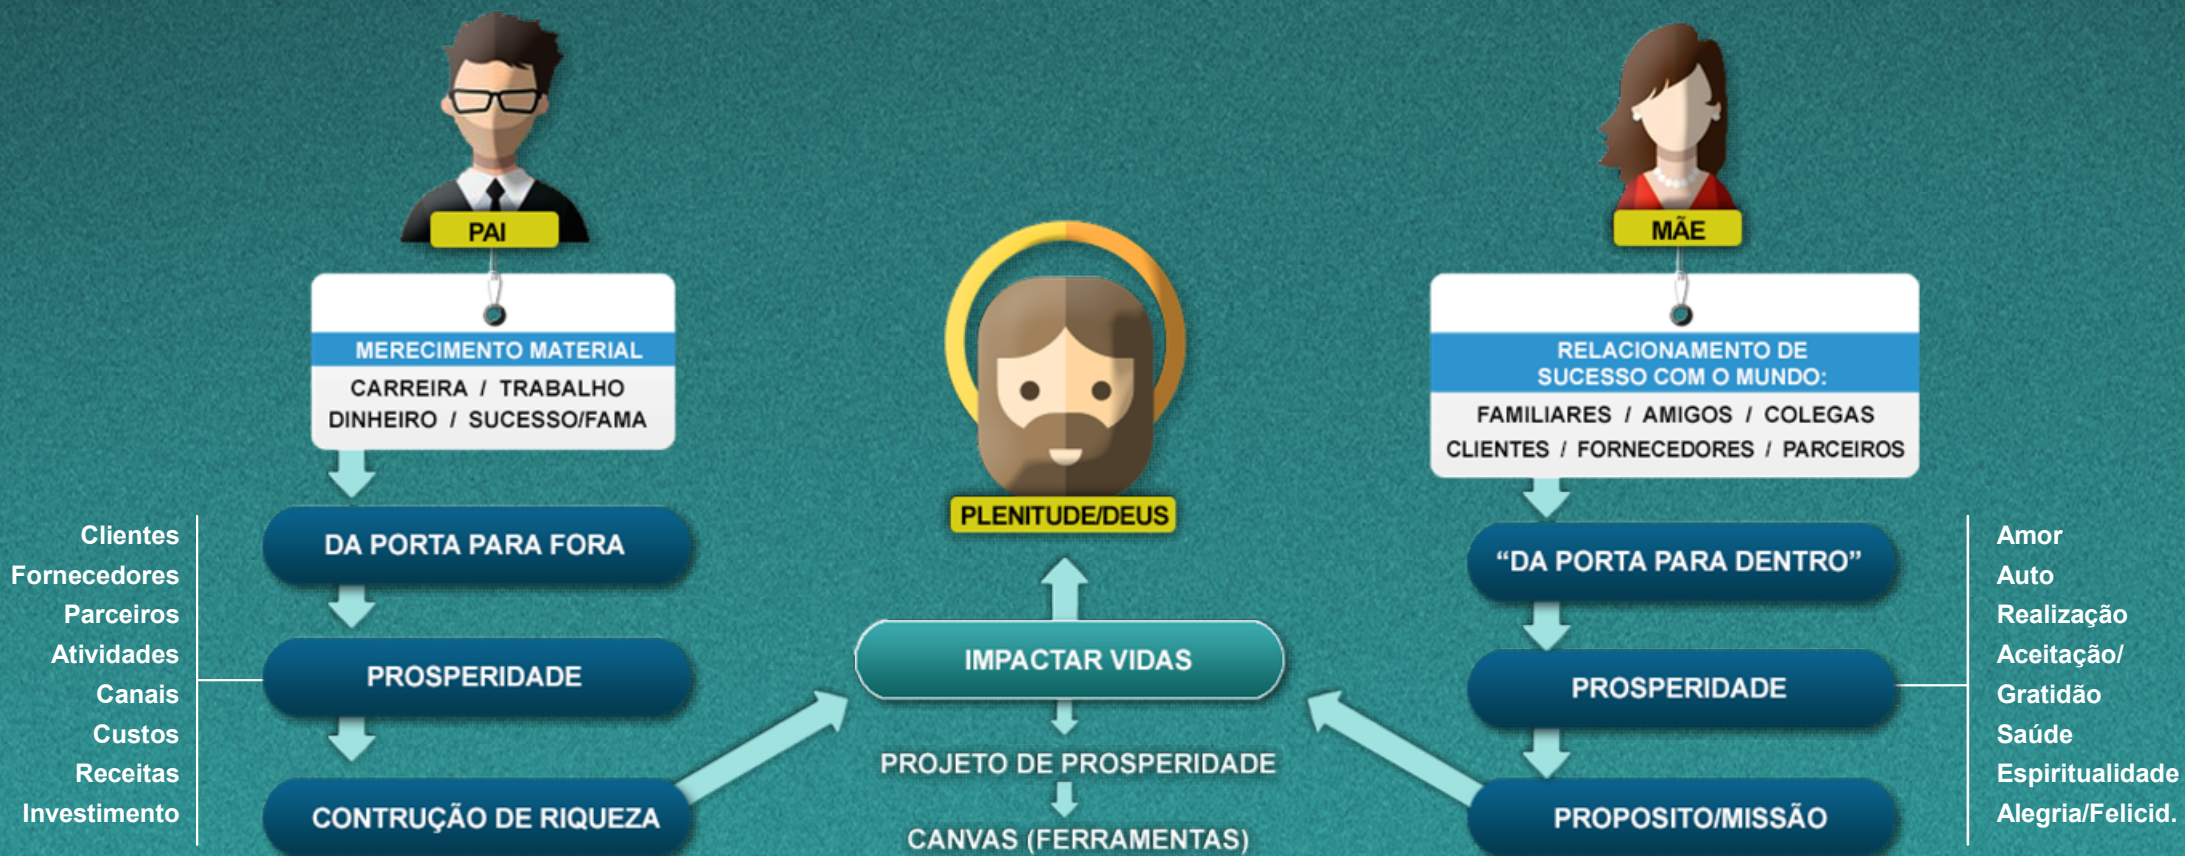 PAI
MERECIMENTO MATERIAL
CARREIRA / TRABALHO
DINHEIRO / SUCESSO/FAMA
DA PORTA PARA FORA
PROSPERIDADE
CONTRUÇÃO DE RIQUEZA
Clientes
Fornecedores
Parceiros
Atividades
Canais
Custos
Receitas
Investimento
PLENITUDE/DEUS
IMPACTAR VIDAS
PROJETO DE PROSPERIDADE
CANVAS (FERRAMENTAS)
MÃE
RELACIONAMENTO DE
SUCESSO COM O MUNDO:
FAMILIARES / AMIGOS / COLEGAS
CLIENTES / FORNECEDORES / PARCEIROS
“DA PORTA PARA DENTRO”
PROSPERIDADE
PROPOSITO/MISSÃO
Amor
Auto
Realização
Aceitação/
Gratidão
Saúde
Espiritualidade
Alegria/Felicid.